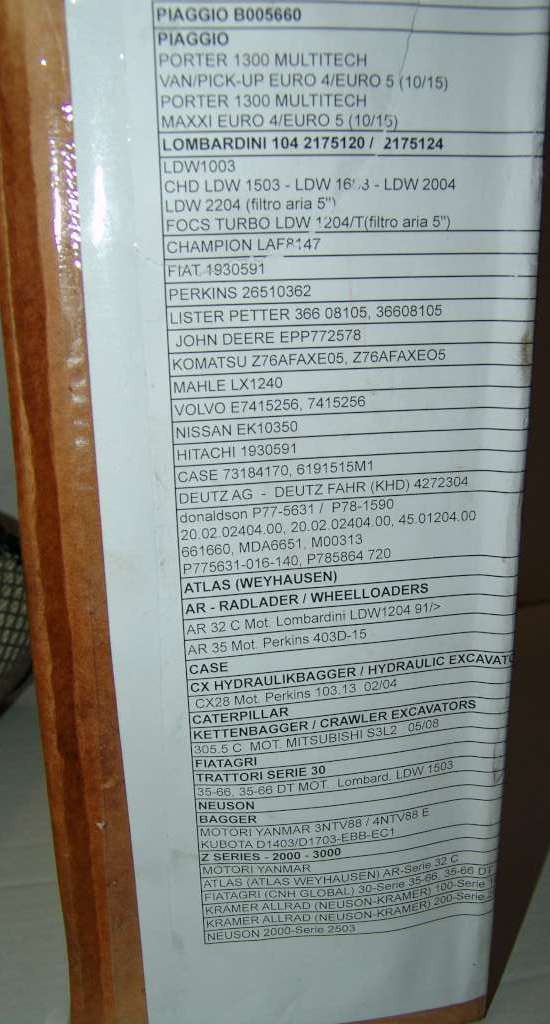 PIAGGIO B005660
PIAGGIO
PORTER 1300 MULTITECH
VAN/PICK-UP EURO 4/EURO 5 (10/15)
PORTER 1300 MULTITECH
MAXXI EURO 4/EURO 5 (10/15)
LOMBARDINI 104 2175120 / 2175124
LDW1003
CHD LDW 1503 - LDW - LDW 2004
LDW 2204 (filtro aria 5")
FOCS TURBO LDW 1204/T(filtro aria 5")
CHAMPION LAF8147
FIAT 1930591
PERKINS 26510362
LISTER PETTER 366 08105, 36608105
JOHN DEERE EPP772578
KOMATSU Z76AFAXE05, Z76AFAXEO5
MAHLE LX1240
VOLVO E7415256, 7415256
NISSAN EK10350
HITACHI 1930591
CASE 73184170, 6191515M1
DEUTZ AG - DEUTZ FAHR (KHD) 4272304
donaldson P77-5631 / P78-1590
20.02.02404.00, 20.02.02404.00, 45.01204.00
661660, MDA6651, M00313
P775631-016-140, P785864 720
ATLAS (WEYHAUSEN)
AR - RADLADER / WHEELLOADERS
AR 32 C Mot. Lombardini LDW1204 91/>
AR 35 Mot. Perkins 403D-15
CASE
CX HYDRAULIKBAGGER / HYDRAULIC EXCAVATO
CX28 Mot. Perkins 103.13 02/04
CATERPILLAR
KETTENBAGGER / CRAWLER EXCAVATORS
305.5 C MOT. MITSUBISHI S3L2 05/08
FIATAGRI
TRATTORI SERIE 30
35-66, 35-66 DT MOT. Lombard. LDW 1503
NEUSON
BAGGER
MOTORI YANMAR 3NTV88 / 4NTV88 E
KUBOTA D1403/D1703-EBB-EC1
Z SERIES - 2000 - 3000
MOTORI YANMAR
ATLAS (ATLAS WEYHAUSEN) AR-Serie 32 C
FIATAGRI (CNH GLOBAL) 30-Serie 35-66, 35-66 DT
KRAMER ALLRAD (NEUSON-KRAMER) 100-Serie
KRAMER ALLRAD (NEUSON-KRAMER) 200-Serie
NEUSON 2000-Serie 2503